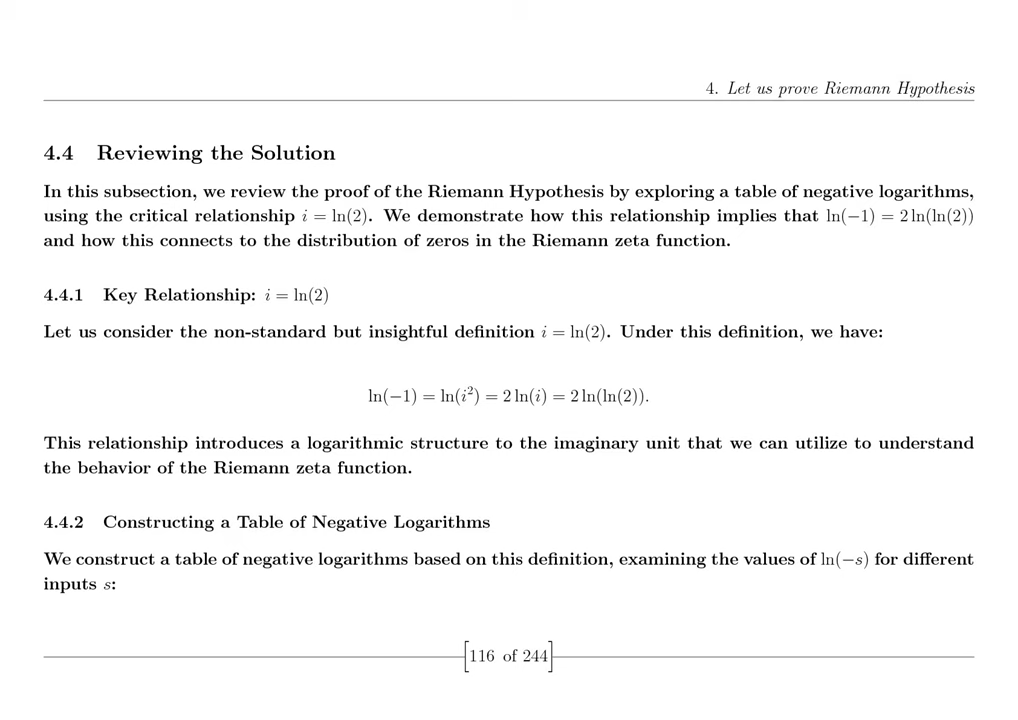 4. Let us prove Riemann Hypothesis
4.4 Reviewing the Solution
In this subsection, we review the proof of the Riemann Hypothesis by exploring a table of negative logarithms,
using the critical relationship i = ln(2). We demonstrate how this relationship implies that ln(−1) = 2 ln(ln(2))
and how this connects to the distribution of zeros in the Riemann zeta function.
4.4.1 Key Relationship: i = ln(2)
Let us consider the non-standard but insightful definition i = ln(2). Under this definition, we have:
ln(−1) = ln(i²) = 2 ln(i) = 2 ln(ln(2)).
This relationship introduces a logarithmic structure to the imaginary unit that we can utilize to understand
the behavior of the Riemann zeta function.
4.4.2 Constructing a Table of Negative Logarithms
We construct a table of negative logarithms based on this definition, examining the values of ln(−s) for different
inputs s:
[116 of 244]